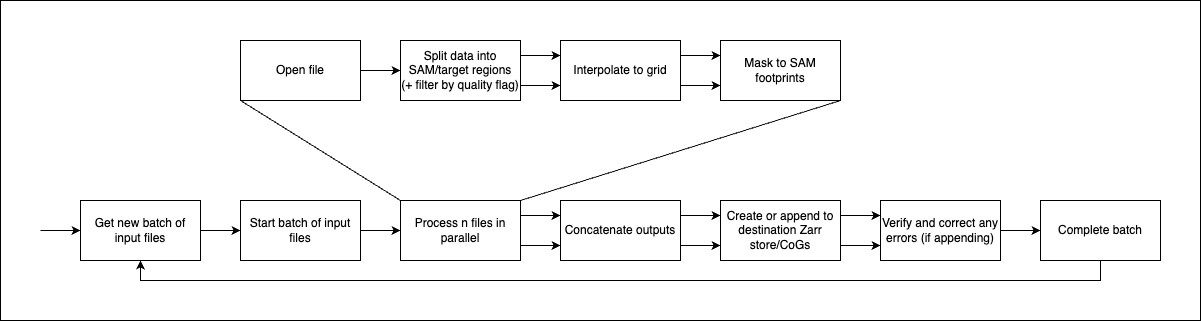 Open file
Split data into
SAM/target regions
(+ filter by quality flag)
Interpolate to grid
Mask to SAM
footprints
Get new batch of
input files
Start batch of input
files
Process n files in
parallel
Concatenate outputs
Create or append to
destination Zarr
store/CoGs
Verify and correct any
errors (if appending)
Complete batch